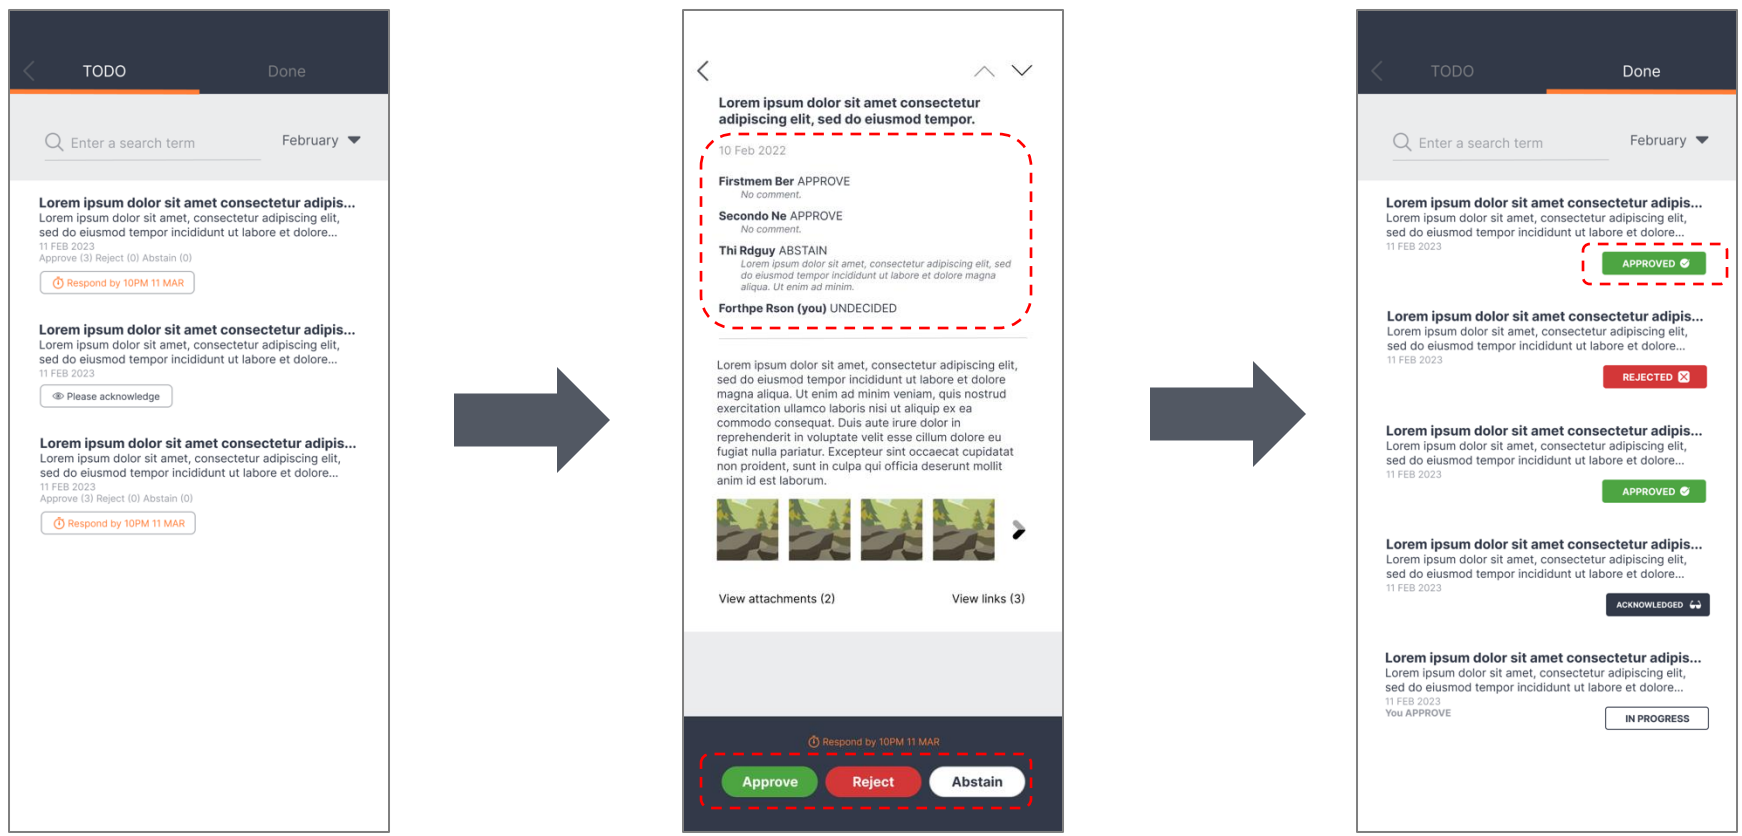 TODO
Done
Enter a search term
February
Lorem ipsum dolor sit amet consectetur adipis...
Lorem ipsum dolor sit amet, consectetur adipiscing elit,
sed do eiusmod tempor incididunt ut labore et dolore...
11 FEB 2023
Approve (3) Reject (0) Abstain (0)
Respond by 10PM 11 MAR
Lorem ipsum dolor sit amet consectetur adipis...
Lorem ipsum dolor sit amet, consectetur adipiscing elit,
sed do eiusmod tempor incididunt ut labore et dolore...
11 FEB 2023
Please acknowledge
Lorem ipsum dolor sit amet consectetur adipis...
Lorem ipsum dolor sit amet, consectetur adipiscing elit,
sed do eiusmod tempor incididunt ut labore et dolore...
11 FEB 2023
Approve (3) Reject (0) Abstain (0)
Respond by 10PM 11 MAR
Lorem ipsum dolor sit amet consectetur
adipiscing elit, sed do eiusmod tempor.
10 Feb 2022
Firstmem Ber APPROVE
No comment.
Secondo Ne APPROVE
No comment.
Thi Rdguy ABSTAIN
Lorem ipsum dolor sit amet, consectetur adipiscing elit, sed
do eiusmod tempor incididunt ut labore et dolore magna
aliqua. Ut enim ad minim.
Forthpe Rson (you) UNDECIDED
Lorem ipsum dolor sit amet, consectetur adipiscing elit,
sed do eiusmod tempor incididunt ut labore et dolore
magna aliqua. Ut enim ad minim veniam, quis nostrud
exercitation ullamco laboris nisi ut aliquip ex ea
commodo consequat. Duis aute irure dolor in
reprehenderit in voluptate velit esse cillum dolore eu
fugiat nulla pariatur. Excepteur sint occaecat cupidatat
non proident, sunt in culpa qui officia deserunt mollit
anim id est laborum.
View attachments (2)
View links (3)
Respond by 10PM 11 MAR
Approve
Reject
Abstain
TODO
Done
Enter a search term
February
Lorem ipsum dolor sit amet consectetur adipis...
Lorem ipsum dolor sit amet, consectetur adipiscing elit,
sed do eiusmod tempor incididunt ut labore et dolore...
11 FEB 2023
APPROVED
Lorem ipsum dolor sit amet consectetur adipis...
Lorem ipsum dolor sit amet, consectetur adipiscing elit,
sed do eiusmod tempor incididunt ut labore et dolore...
11 FEB 2023
REJECTED
Lorem ipsum dolor sit amet consectetur adipis...
Lorem ipsum dolor sit amet, consectetur adipiscing elit,
sed do eiusmod tempor incididunt ut labore et dolore...
11 FEB 2023
APPROVED
Lorem ipsum dolor sit amet consectetur adipis...
Lorem ipsum dolor sit amet, consectetur adipiscing elit,
sed do eiusmod tempor incididunt ut labore et dolore...
11 FEB 2023
ACKNOWLEDGED
Lorem ipsum dolor sit amet consectetur adipis...
Lorem ipsum dolor sit amet, consectetur adipiscing elit,
sed do eiusmod tempor incididunt ut labore et dolore...
11 FEB 2023
You APPROVE
IN PROGRESS